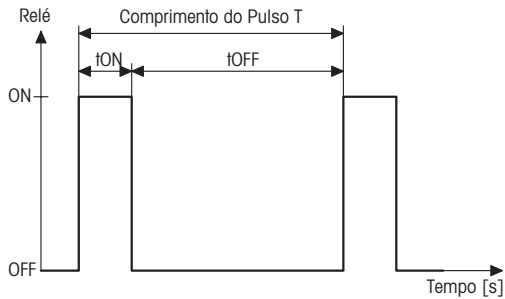 Relé
Comprimento do Pulso T
tON
tOFF
ON
OFF
Tempo [s]